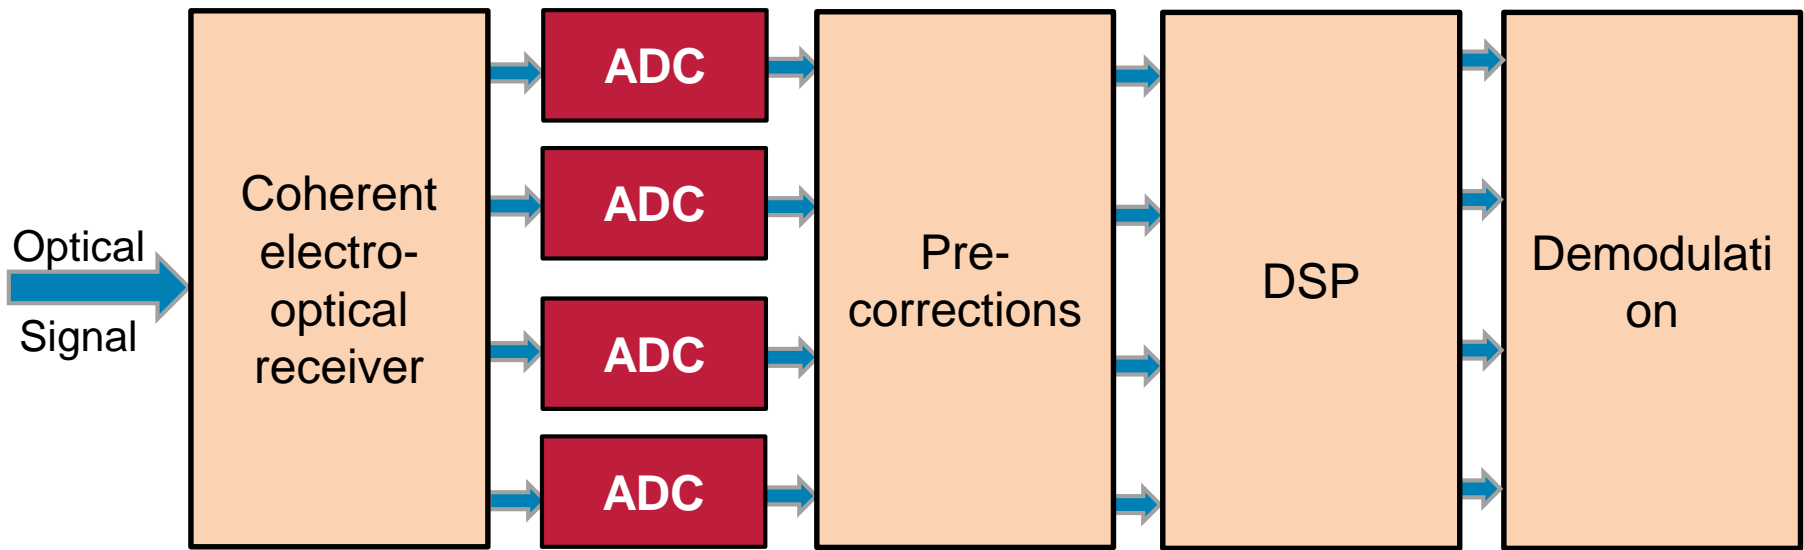 Optical
Signal
Coherent
electro-
optical
receiver
ADC
ADC
ADC
ADC
Pre-
corrections
DSP
Demodulati
on